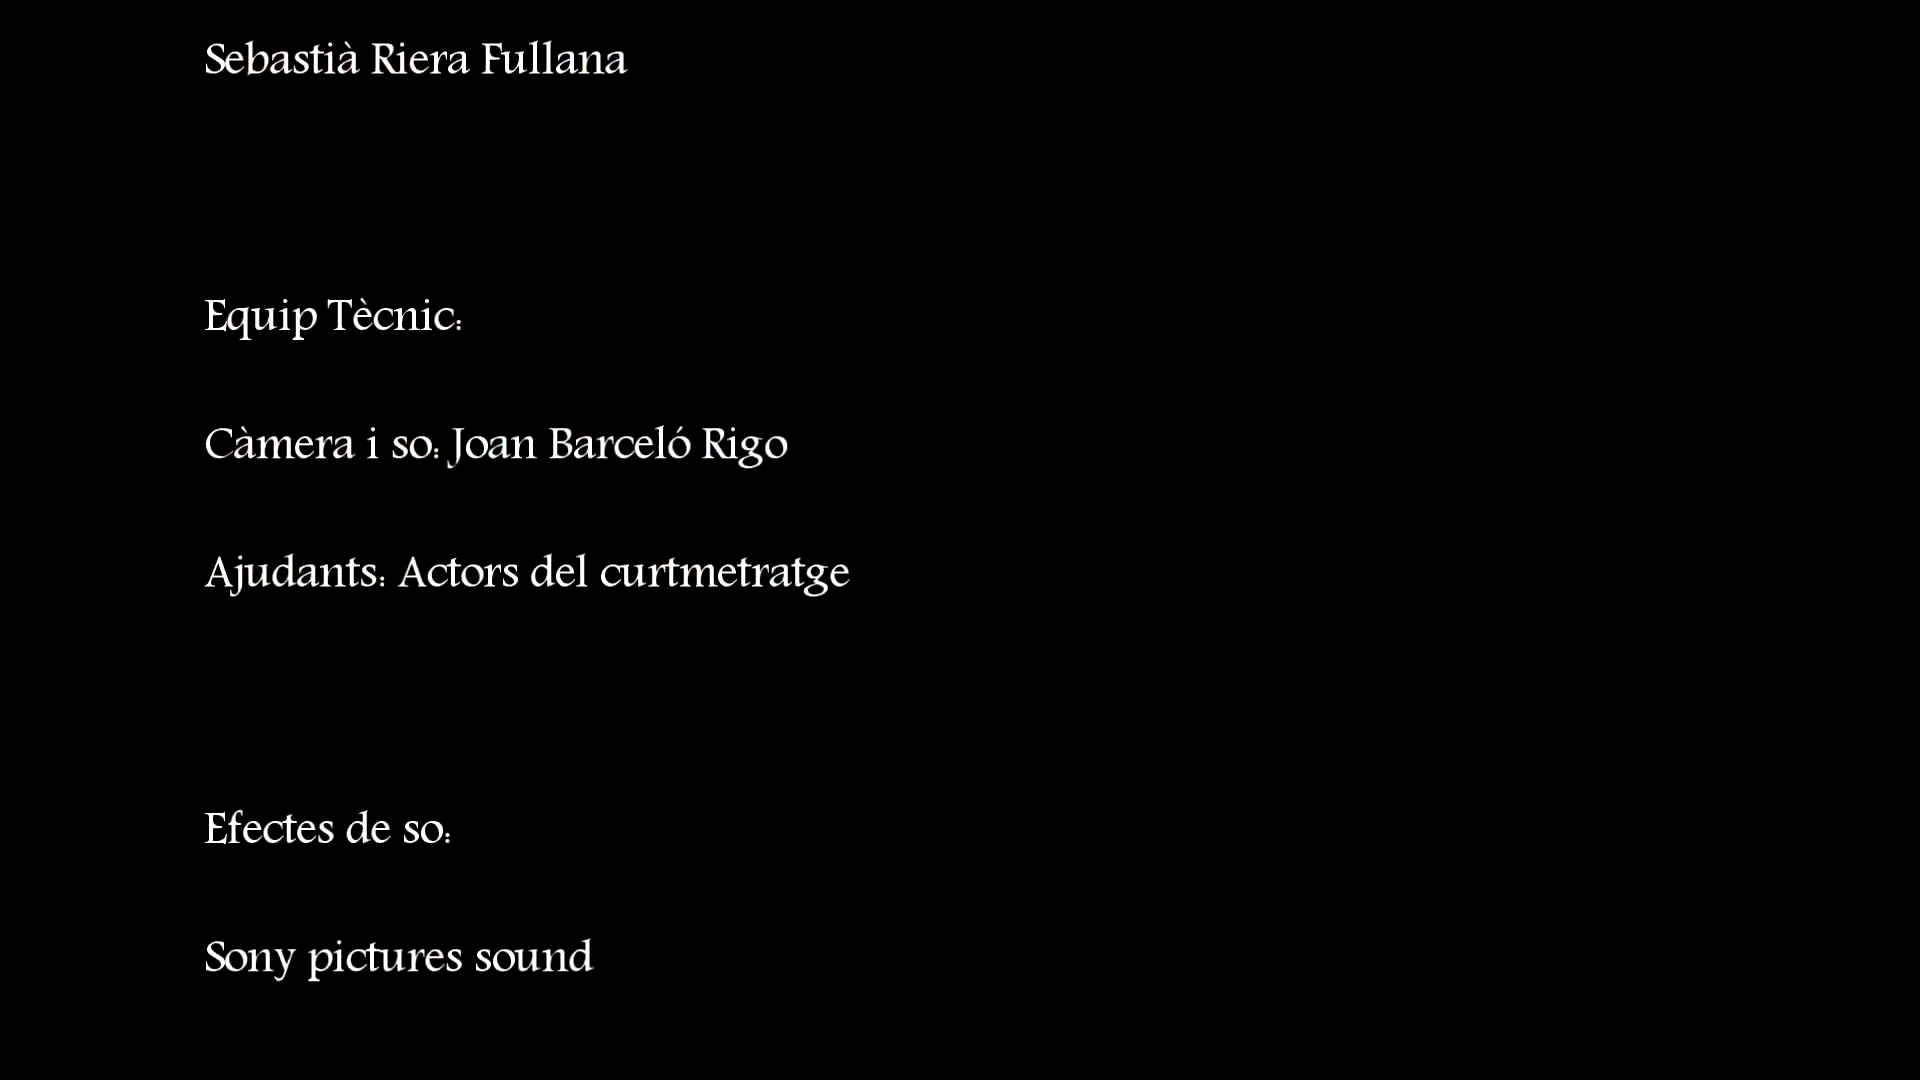 Sebastià Riera Fullana
Equip Tècnic:
Càmera i so: Joan Barceló Rigo
Ajudants: Actors del curtmetratge
Efectes de so:
Sony pictures sound